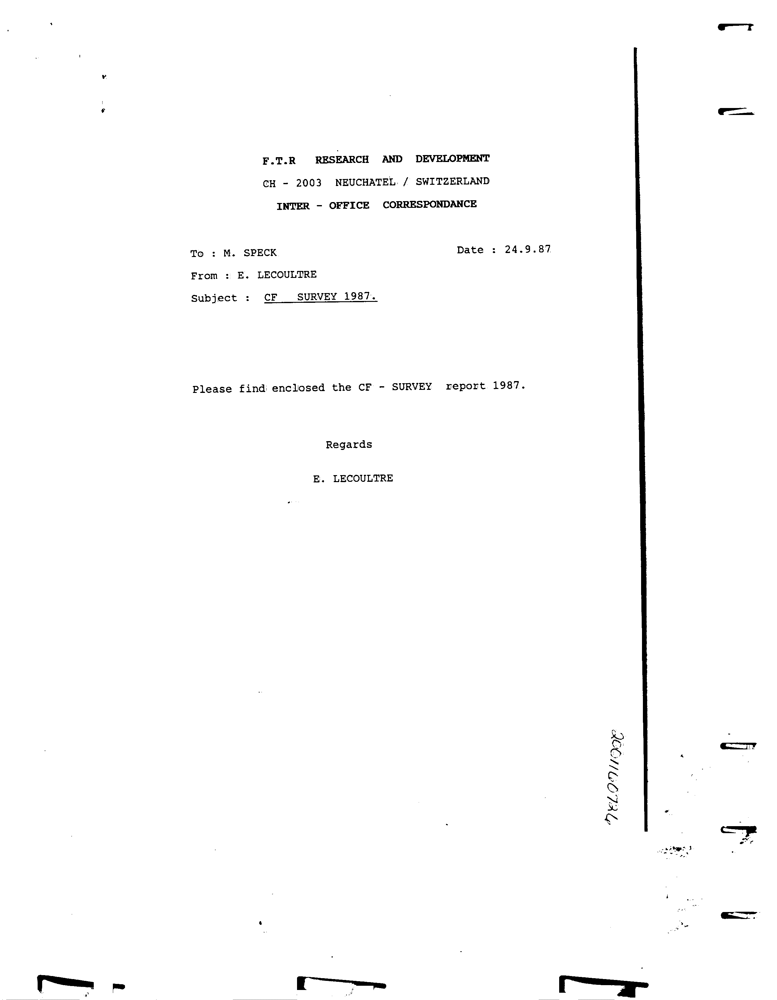 F.T.R RESEARCH AND DEVELOPMENT
CH - 2003 NEUCHATEL / SWITZERLAND
INTER - OFFICE CORRESPONDANCE
To : M. SPECK
Date : 24.9.87
From : E. LECOULTRE
Subject : CF SURVEY 1987.
Please find enclosed the CF - SURVEY report 1987.
Regards
E. LECOULTRE
2001160724